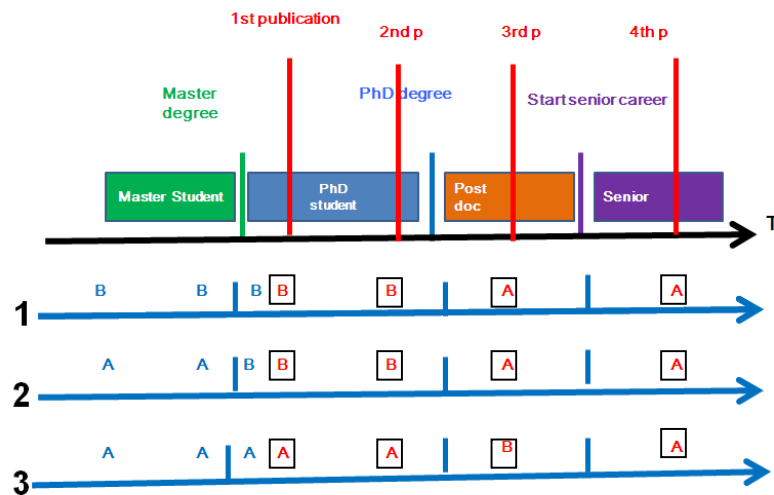 1st publication
2nd p
3rd p
4th p
Master
degree
PhD degree
Start senior career
Master Student
PhD
student
Post
doc
Senior
T
1
B B B B B A A
2
A A B B B A A
3
A A A A A B A